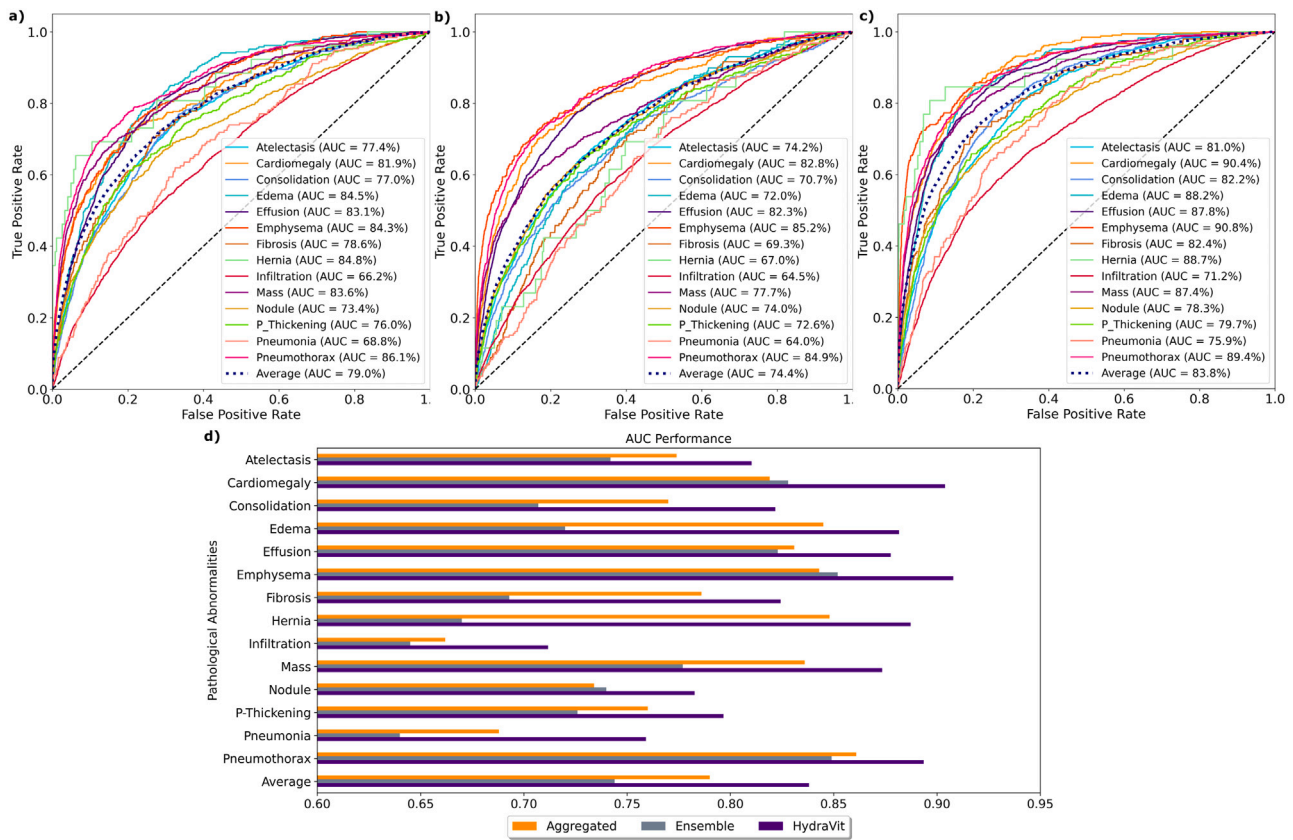 a)
1.0
0.8
0.6
0.4
0.2
0.0
True Positive Rate
Atelectasis (AUC = 77.4%)
Cardiomegaly (AUC = 81.9%)
Consolidation (AUC = 77.0%)
Edema (AUC = 84.5%)
Effusion (AUC = 83.1%)
Emphysema (AUC = 84.3%)
Fibrosis (AUC = 78.6%)
Hernia (AUC = 84.8%)
Infiltration (AUC = 66.2%)
Mass (AUC = 83.6%)
Nodule (AUC = 73.4%)
P_Thickening (AUC = 76.0%)
Pneumonia (AUC = 68.8%)
Pneumothorax (AUC = 86.1%)
Average (AUC = 79.0%)
0.0 0.2 0.4 0.6 0.8 1.
False Positive Rate
b)
1.0
0.8
0.6
0.4
0.2
0.0
True Positive Rate
Atelectasis (AUC = 74.2%)
Cardiomegaly (AUC = 82.8%)
Consolidation (AUC = 70.7%)
Edema (AUC = 72.0%)
Effusion (AUC = 82.3%)
Emphysema (AUC = 85.2%)
Fibrosis (AUC = 69.3%)
Hernia (AUC = 67.0%)
Infiltration (AUC = 64.5%)
Mass (AUC = 77.7%)
Nodule (AUC = 74.0%)
P_Thickening (AUC = 72.6%)
Pneumonia (AUC = 64.0%)
Pneumothorax (AUC = 84.9%)
Average (AUC = 74.4%)
0.0 0.2 0.4 0.6 0.8 1.
False Positive Rate
c)
1.0
0.8
0.6
0.4
0.2
0.0
True Positive Rate
Atelectasis (AUC = 81.0%)
Cardiomegaly (AUC = 90.4%)
Consolidation (AUC = 82.2%)
Edema (AUC = 88.2%)
Effusion (AUC = 87.8%)
Emphysema (AUC = 90.8%)
Fibrosis (AUC = 82.4%)
Hernia (AUC = 88.7%)
Infiltration (AUC = 71.2%)
Mass (AUC = 87.4%)
Nodule (AUC = 78.3%)
P_Thickening (AUC = 79.7%)
Pneumonia (AUC = 75.9%)
Pneumothorax (AUC = 89.4%)
Average (AUC = 83.8%)
0.0 0.2 0.4 0.6 0.8 1.0
False Positive Rate
d)
AUC Performance
Pathological Abnormalities
Atelectasis
Cardiomegaly
Consolidation
Edema
Effusion
Emphysema
Fibrosis
Hernia
Infiltration
Mass
Nodule
P-Thickening
Pneumonia
Pneumothorax
Average
0.60 0.65 0.70 0.75 0.80 0.85 0.90 0.95
Aggregated Ensemble HydraVit